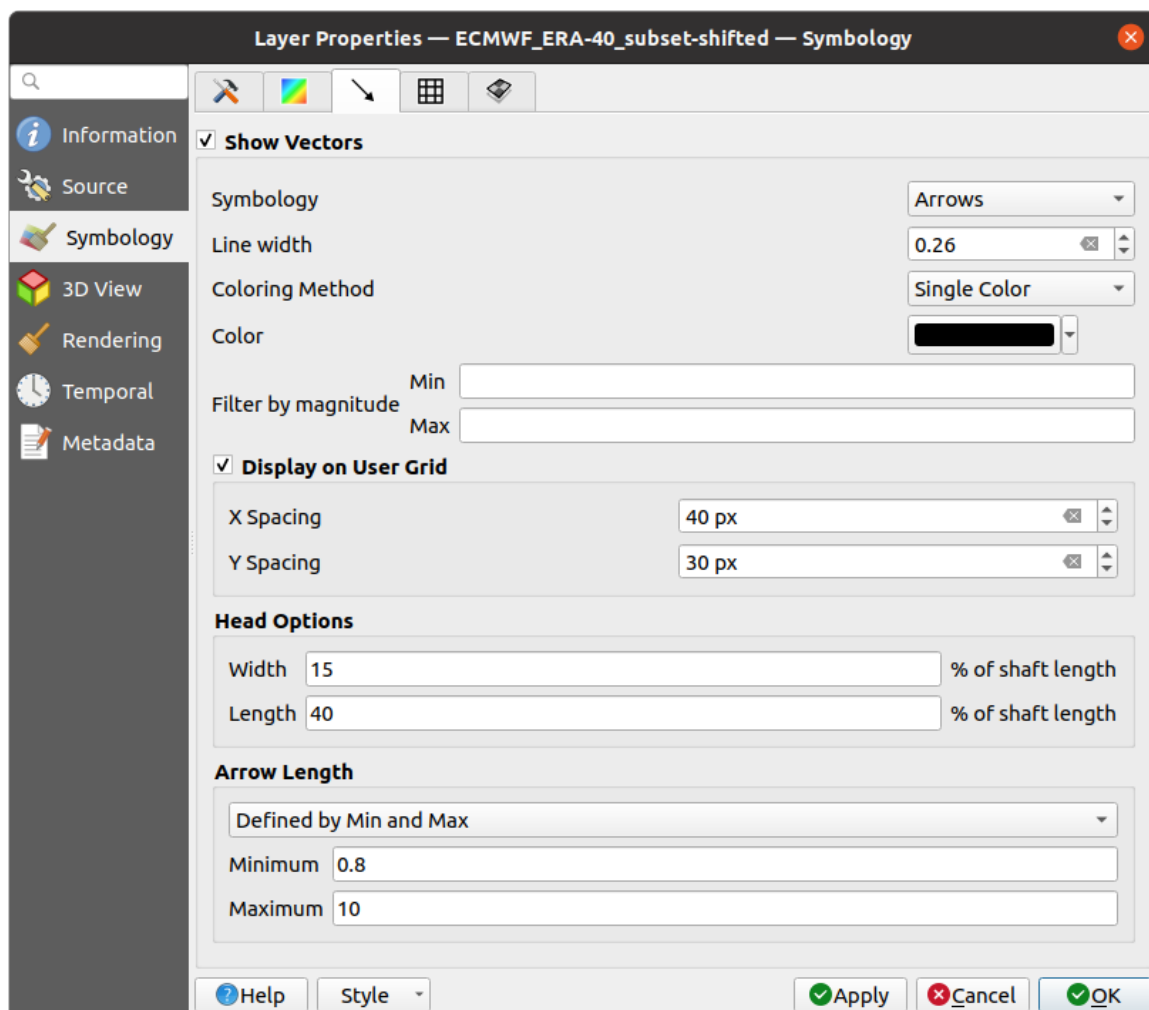 Layer Properties — ECMWF_ERA-40_subset-shifted — Symbology
Information
Source
Symbology
3D View
Rendering
Temporal
Metadata
Show Vectors
Symbology Arrows
Line width 0.26
Coloring Method Single Color
Color
Filter by magnitude
Min
Max
Display on User Grid
X Spacing 40 px
Y Spacing 30 px
Head Options
Width 15 % of shaft length
Length 40 % of shaft length
Arrow Length
Defined by Min and Max
Minimum 0.8
Maximum 10
Help Style Apply Cancel OK